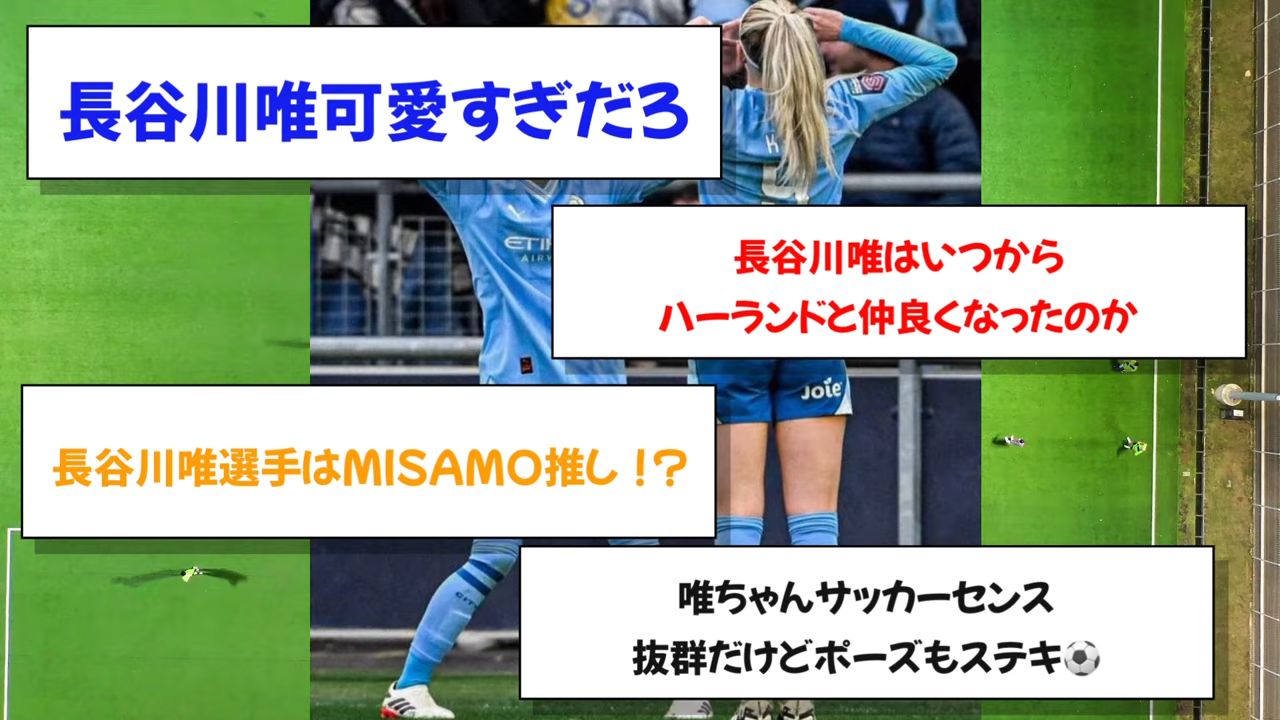 長谷川唯可愛すぎだろ
長谷川唯はいつから
ハーランドと仲良くなったのか
長谷川唯選手はMISAMO推し！？
唯ちゃんサッカーセンス
抜群だけどポーズもステキ⚽
Joie